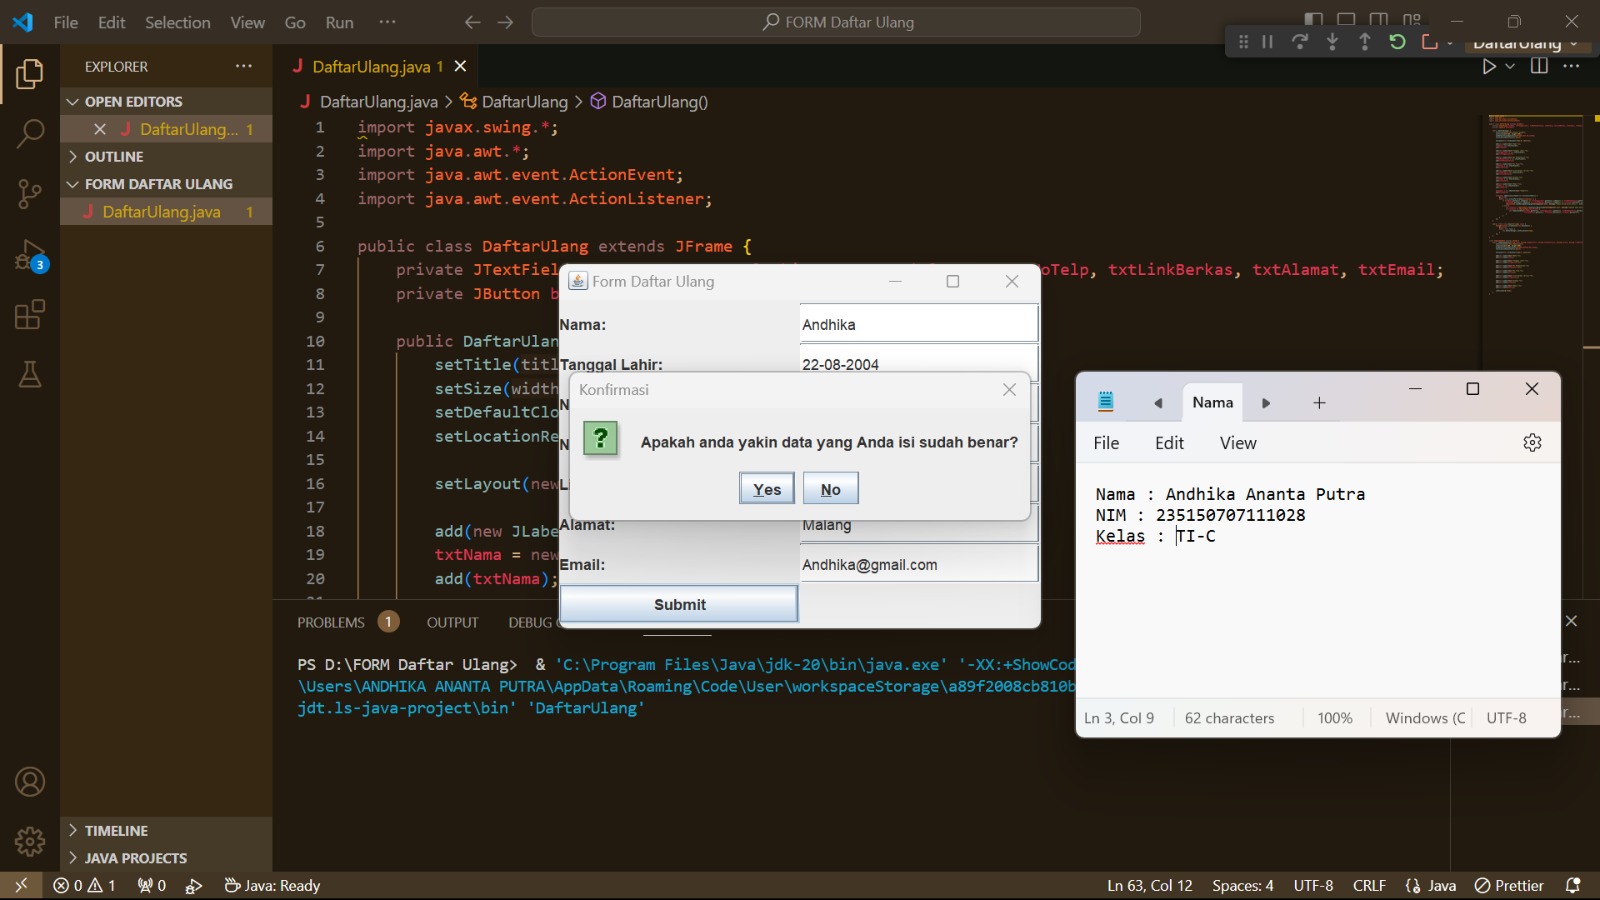 File Edit Selection View Go Run ···
FORM Daftar Ulang
DaftarUlang
EXPLORER
OPEN EDITORS
DaftarUlang... 1
OUTLINE
FORM DAFTAR ULANG
DaftarUlang.java 1
TIMELINE
JAVA PROJECTS
3
DaftarUlang.java 1
DaftarUlang.java > DaftarUlang > DaftarUlang()
1 import javax.swing.*;
2 import java.awt.*;
3 import java.awt.event.ActionEvent;
4 import java.awt.event.ActionListener;
5
6 public class DaftarUlang extends JFrame {
7 private JTextFiel oTelp, txtLinkBerkas, txtAlamat, txtEmail;
8 private JButton b
9
10 public DaftarUlan
11 setTitle(titl
12 setSize(width
13 setDefaultClo
14 setLocationRe
15
16 setLayout(new
17
18 add(new JLabe
19 txtNama = new
20 add(txtNama);
Form Daftar Ulang
Nama: Andhika
Tanggal Lahir: 22-08-2004
N
N
Li
Alamat: Malang
Email: Andhika@gmail.com
Submit
Konfirmasi
Apakah anda yakin data yang Anda isi sudah benar?
Yes No
Nama
File Edit View
Nama : Andhika Ananta Putra
NIM : 235150707111028
Kelas : TI-C
Ln 3, Col 9 62 characters 100% Windows (C UTF-8
PROBLEMS 1 OUTPUT DEBUG
PS D:\FORM Daftar Ulang> & 'C:\Program Files\Java\jdk-20\bin\java.exe' '-XX:+ShowCod
\Users\ANDHIKA ANANTA PUTRA\AppData\Roaming\Code\User\workspaceStorage\a89f2008cb810b
jdt.ls-java-project\bin' 'DaftarUlang'
r...
r...
r...
0 1 0 Java: Ready Ln 63, Col 12 Spaces: 4 UTF-8 CRLF Java Prettier